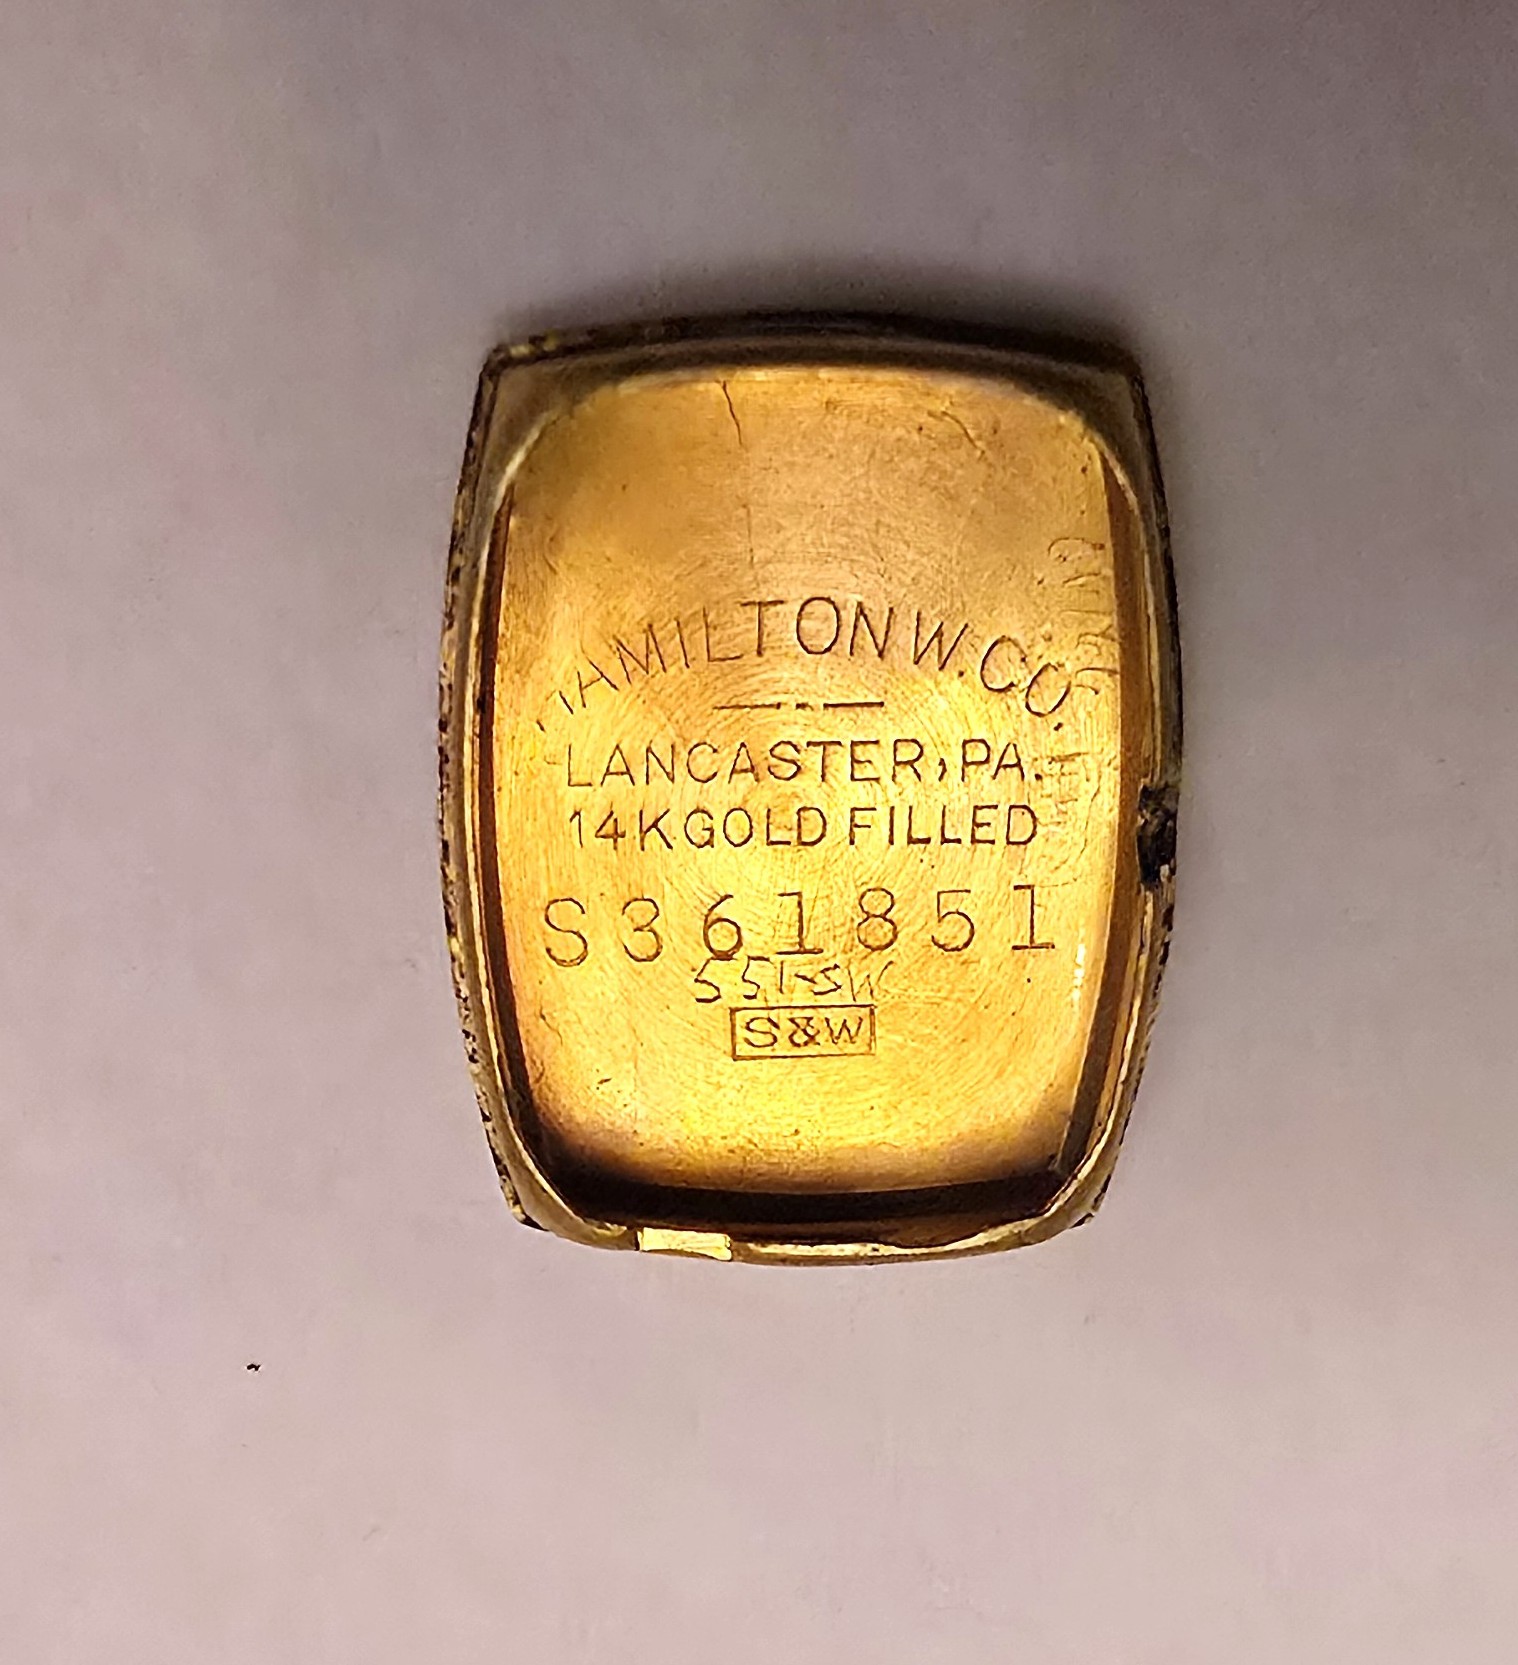 HAMILTON W. CO.
LANCASTER, PA.
14K GOLD FILLED
S361851
S&W